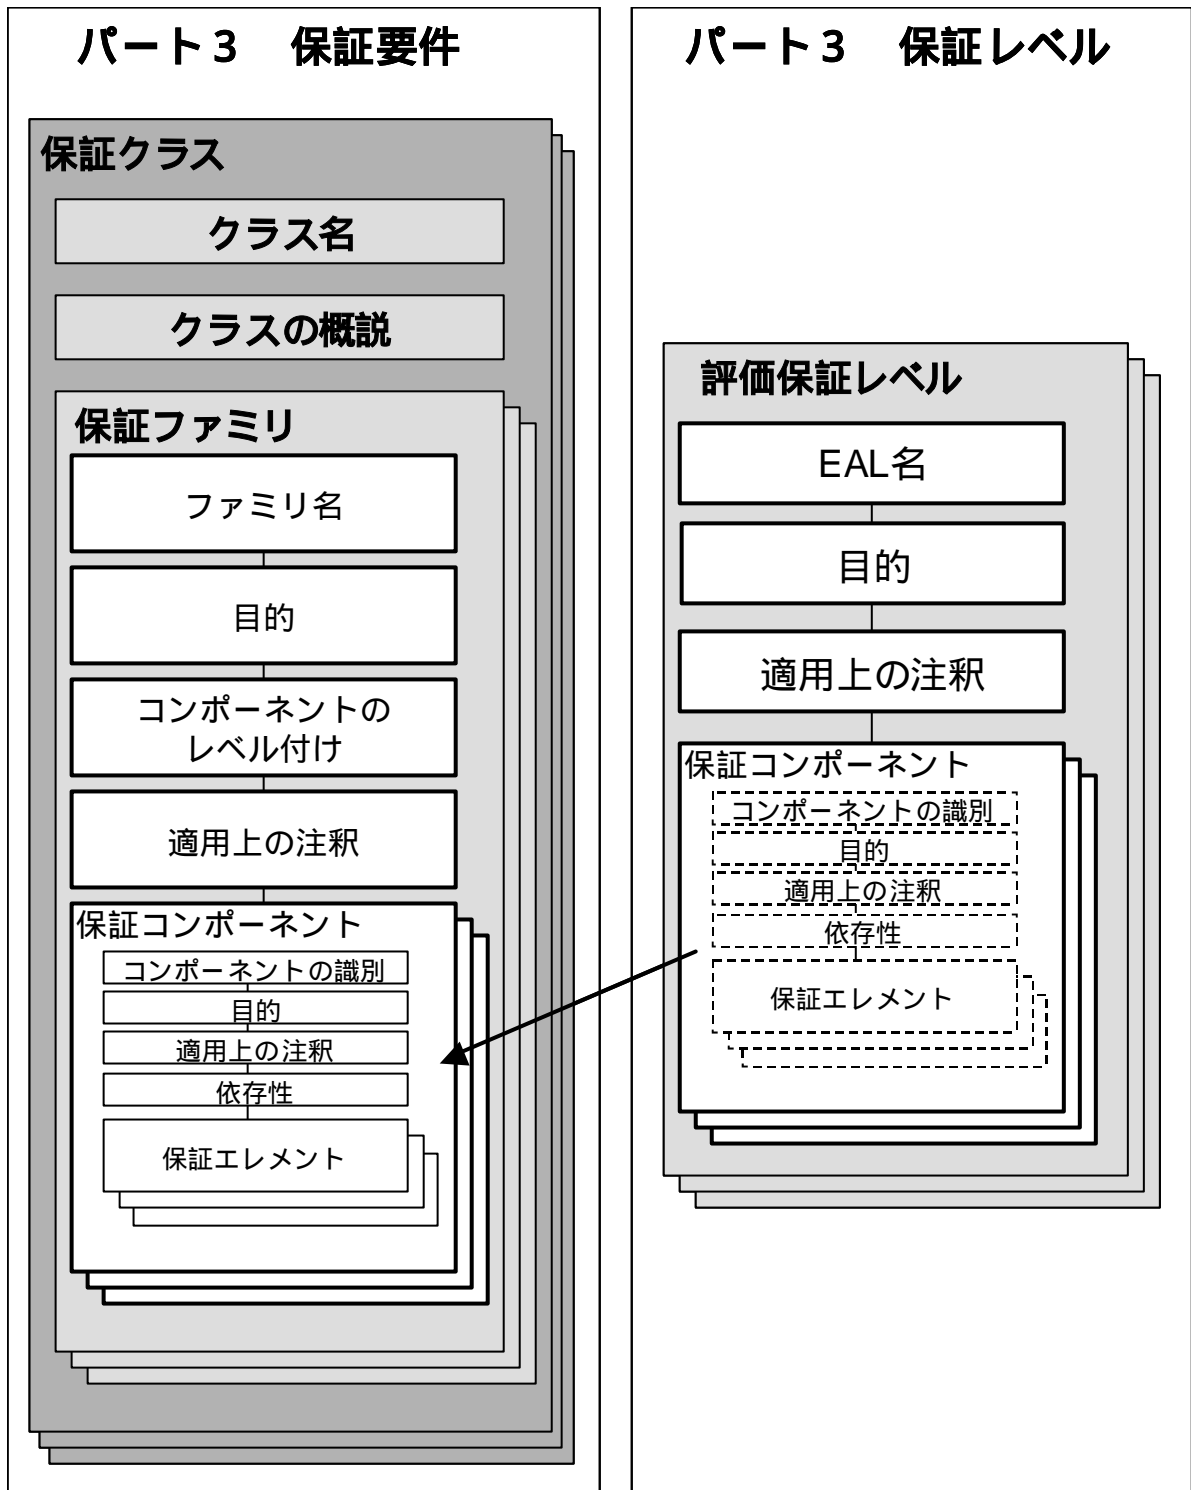 パート３　保証要件
保証クラス
クラス名
クラスの概説
保証ファミリ
ファミリ名
目的
コンポーネントの
レベル付け
適用上の注釈
保証コンポーネント
コンポーネントの識別
目的
適用上の注釈
依存性
保証エレメント
パート３　保証レベル
評価保証レベル
EAL名
目的
適用上の注釈
保証コンポーネント
コンポーネントの識別
目的
適用上の注釈
依存性
保証エレメント